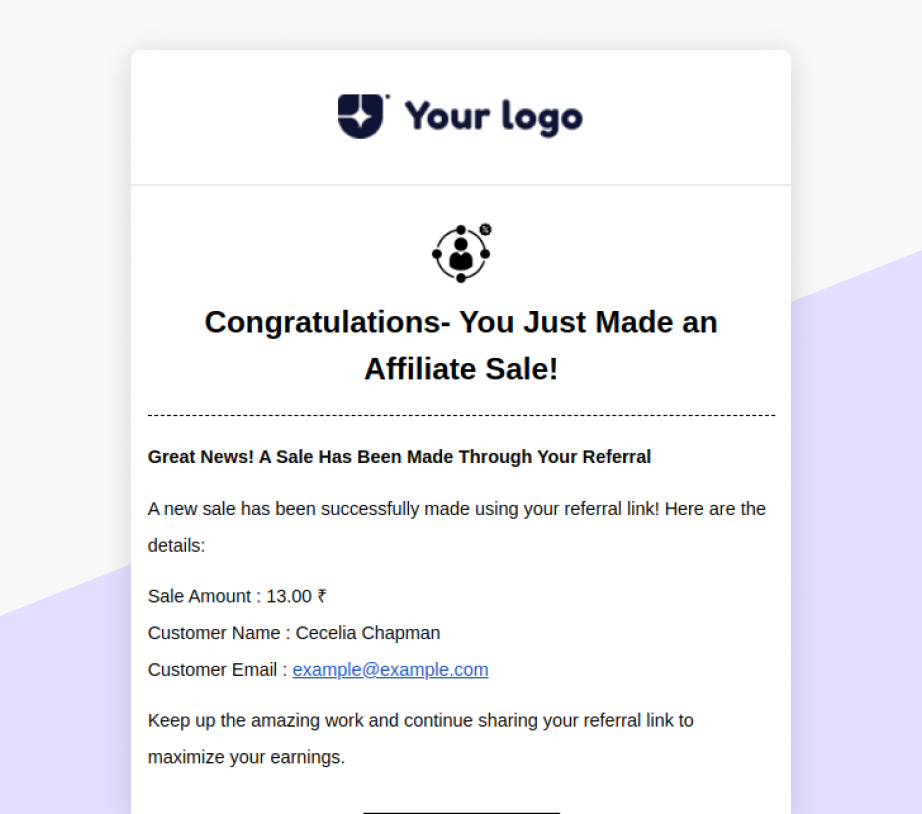 Your logo
Congratulations- You Just Made an
Affiliate Sale!
Great News! A Sale Has Been Made Through Your Referral
A new sale has been successfully made using your referral link! Here are the
details:
Sale Amount : 13.00 ₹
Customer Name : Cecelia Chapman
Customer Email : example@example.com
Keep up the amazing work and continue sharing your referral link to
maximize your earnings.